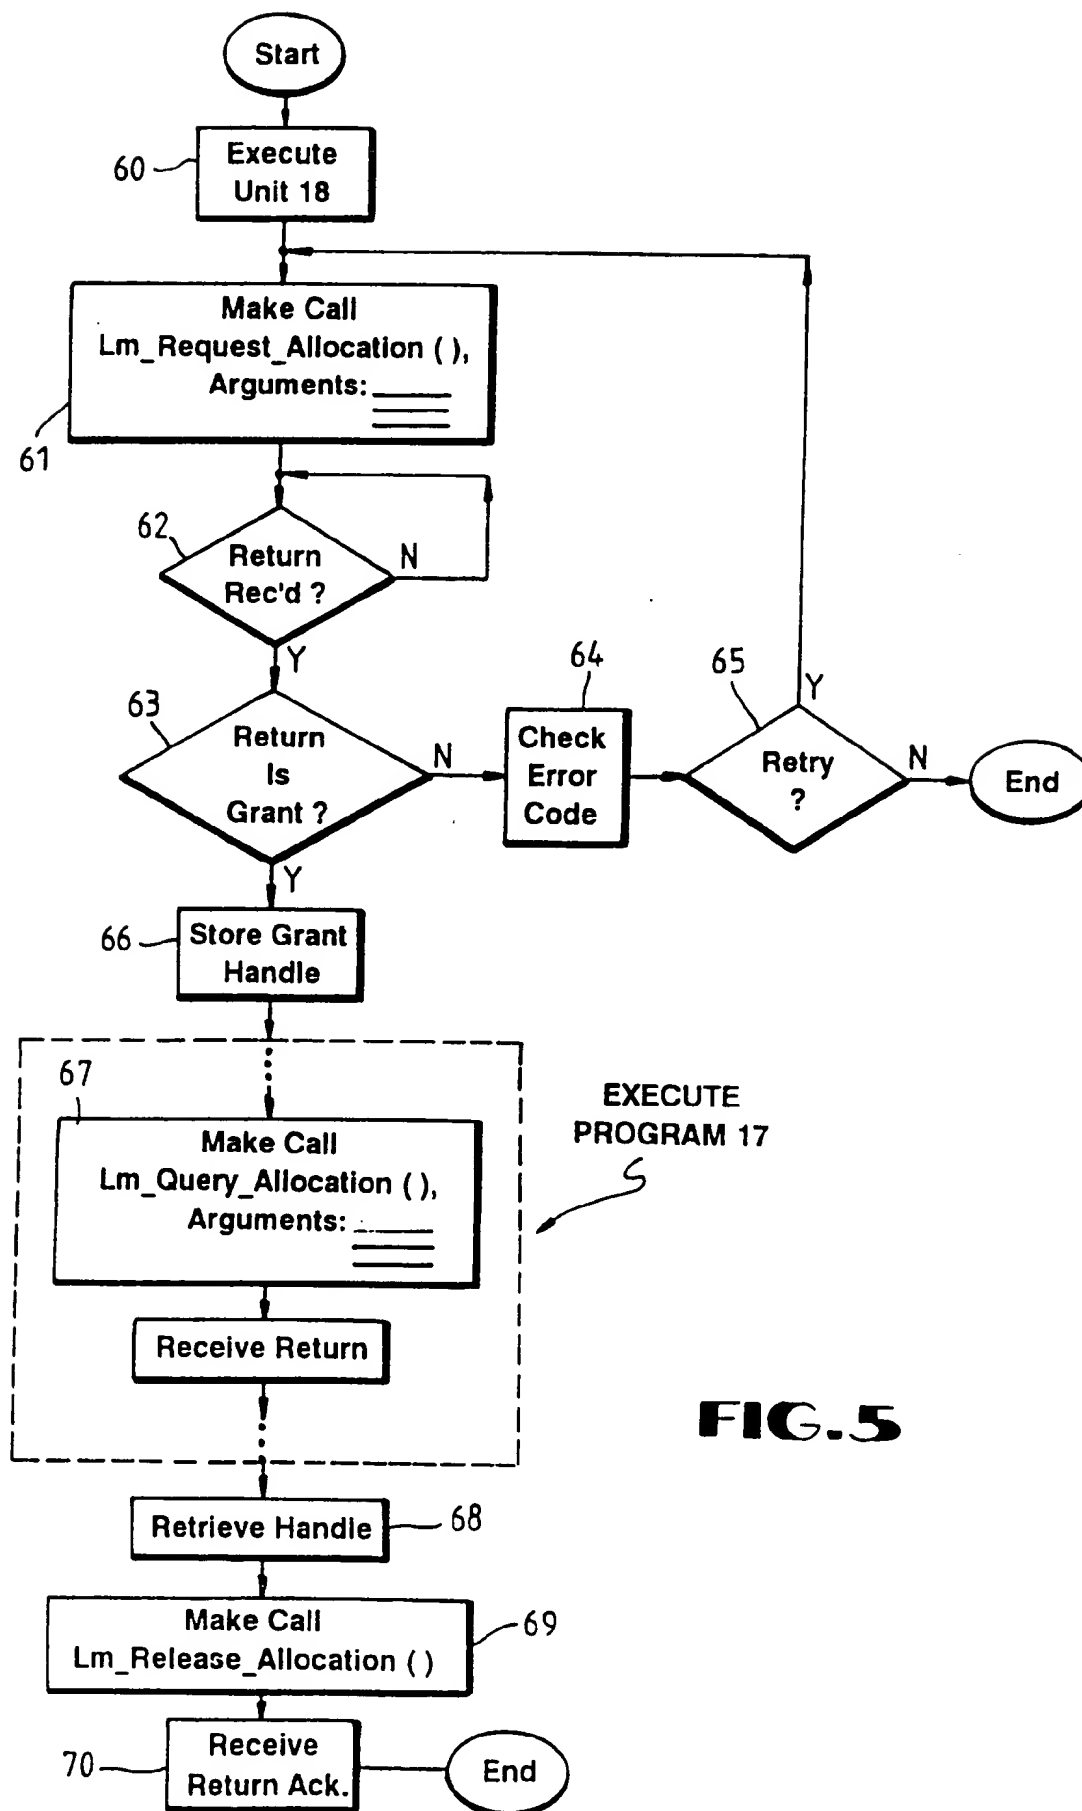 Start
60
Execute
Unit 18
Make Call
Lm_Request_Allocation ( ),
Arguments:
61
62
Return
Rec'd ?
N
Y
63
Return
Is
Grant ?
N
Y
64
Check
Error
Code
65
Retry
?
Y
N
End
66
Store Grant
Handle
67
Make Call
Lm_Query_Allocation ( ),
Arguments:
EXECUTE
PROGRAM 17
Receive Return
FIG.5
Retrieve Handle
68
Make Call
Lm_Release_Allocation ( )
69
70
Receive
Return Ack.
End